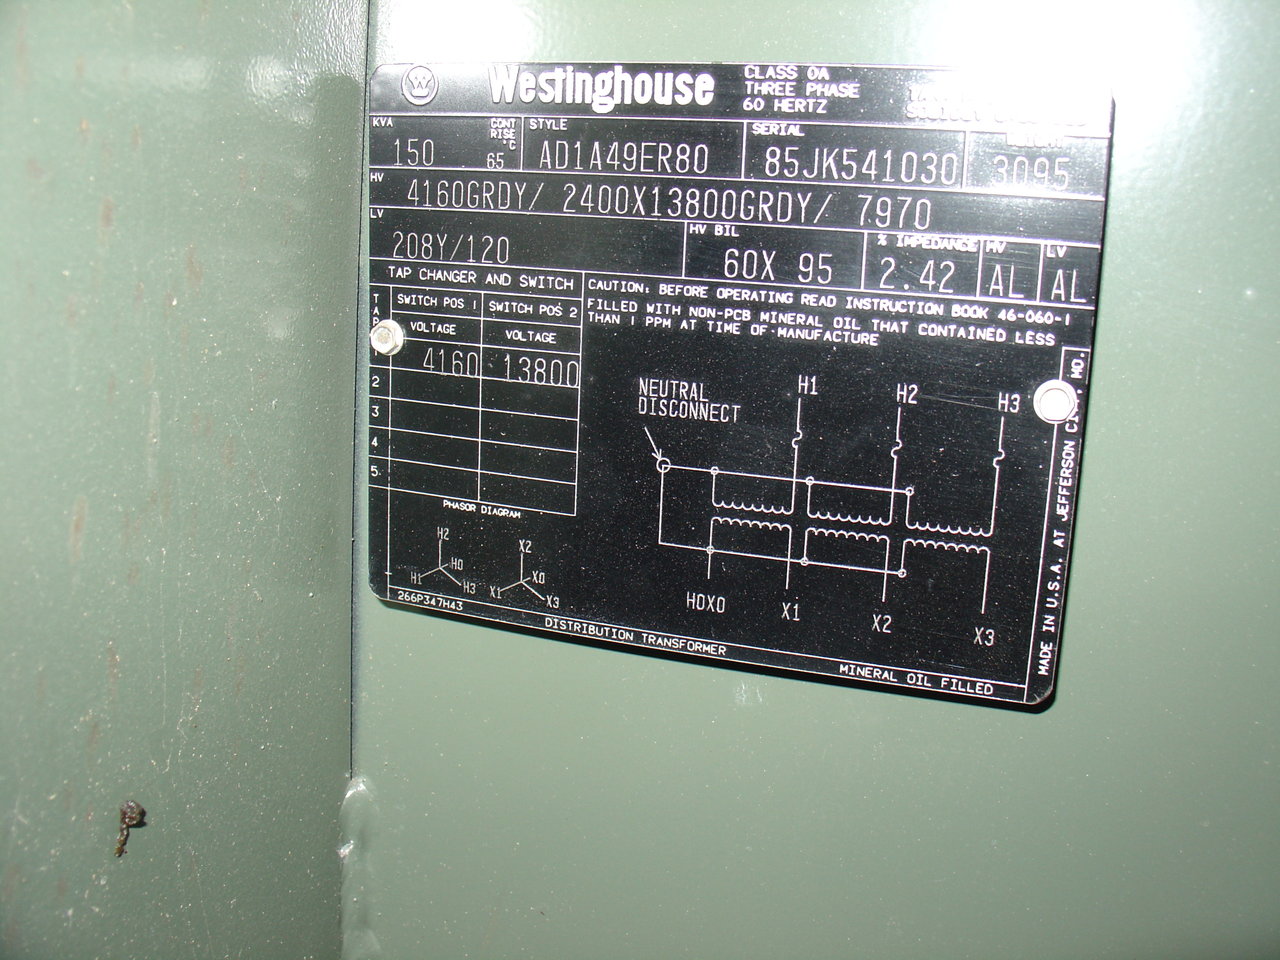 W
Westinghouse
CLASS OA
THREE PHASE
60 HERTZ
KVA
150
CONT
RISE
°C
65
STYLE
AD1A49ER80
SERIAL
85JK541030
3095
HV
4160GRDY/ 2400X13800GRDY/ 7970
LV
208Y/120
HV BIL
60X 95
% IMPEDANCE
2.42
HV
AL
LV
AL
TAP CHANGER AND SWITCH
SWITCH POS 1
SWITCH POS 2
VOLTAGE
VOLTAGE
4160
13800
2
3
4
5
CAUTION: BEFORE OPERATING READ INSTRUCTION BOOK 46-060-1
FILLED WITH NON-PCB MINERAL OIL THAT CONTAINED LESS
THAN 1 PPM AT TIME OF MANUFACTURE
NEUTRAL
DISCONNECT
H1
H2
H3
H0X0
X1
X2
X3
PHASOR DIAGRAM
H2
H0
H1
H3
X2
X0
X1
X3
266P347H43
DISTRIBUTION TRANSFORMER
MINERAL OIL FILLED
MADE IN U.S.A. AT JEFFERSON MO.